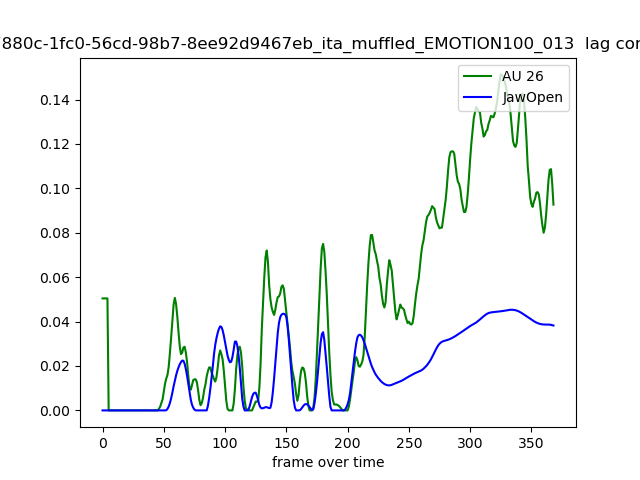 880c-1fc0-56cd-98b7-8ee92d9467eb_ita_muffled_EMOTION100_013 lag
AU 26
JawOpen
0.14
0.12
0.10
0.08
0.06
0.04
0.02
0.00
0 50 100 150 200 250 300 350
frame over time